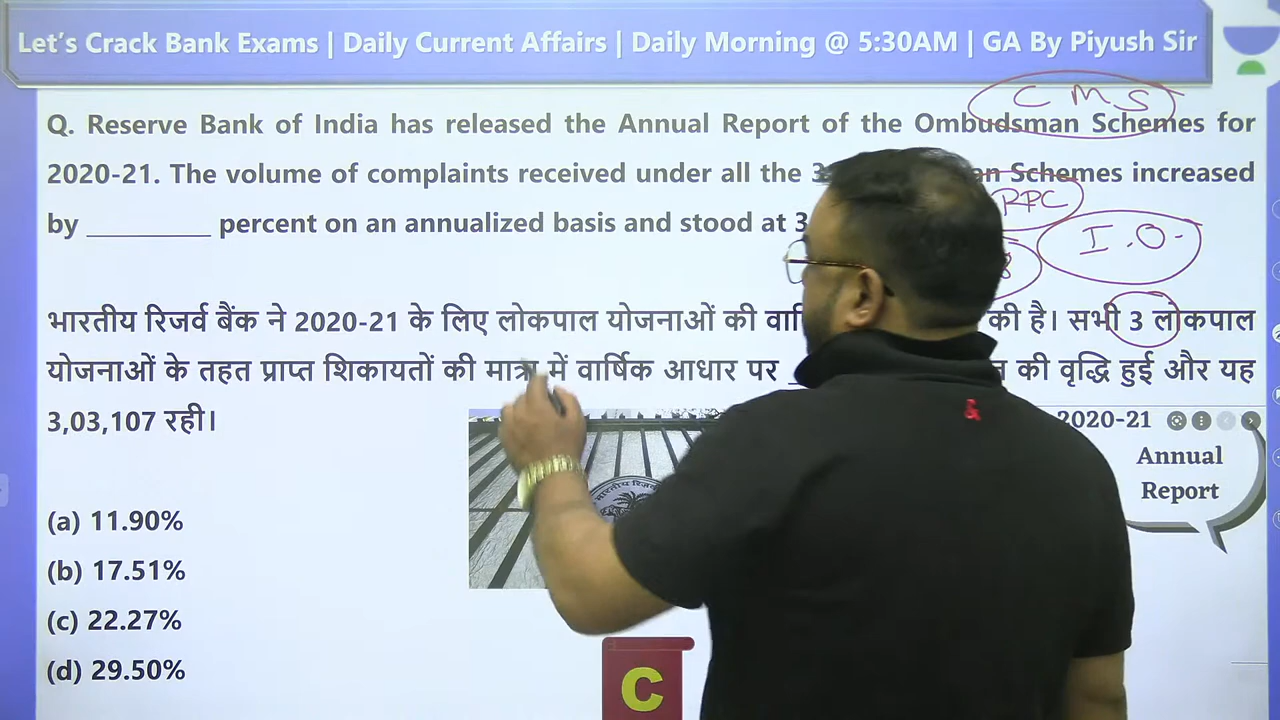 Let's Crack Bank Exams | Daily Current Affairs | Daily Morning @ 5:30AM | GA By Piyush Sir
C M S
Q. Reserve Bank of India has released the Annual Report of the Ombudsman Schemes for
2020-21. The volume of complaints received under all the 3 Schemes increased
RPC
by _________ percent on an annualized basis and stood at 3
I.O.
भारतीय रिजर्व बैंक ने 2020-21 के लिए लोकपाल योजनाओं की की है। सभी 3 लोकपाल
योजनाओं के तहत प्राप्त शिकायतों की मात्रा में वार्षिक आधार पर की वृद्धि हुई और यह
3,03,107 रही।
2020-21
Annual
Report
(a) 11.90%
(b) 17.51%
(c) 22.27%
(d) 29.50%
C